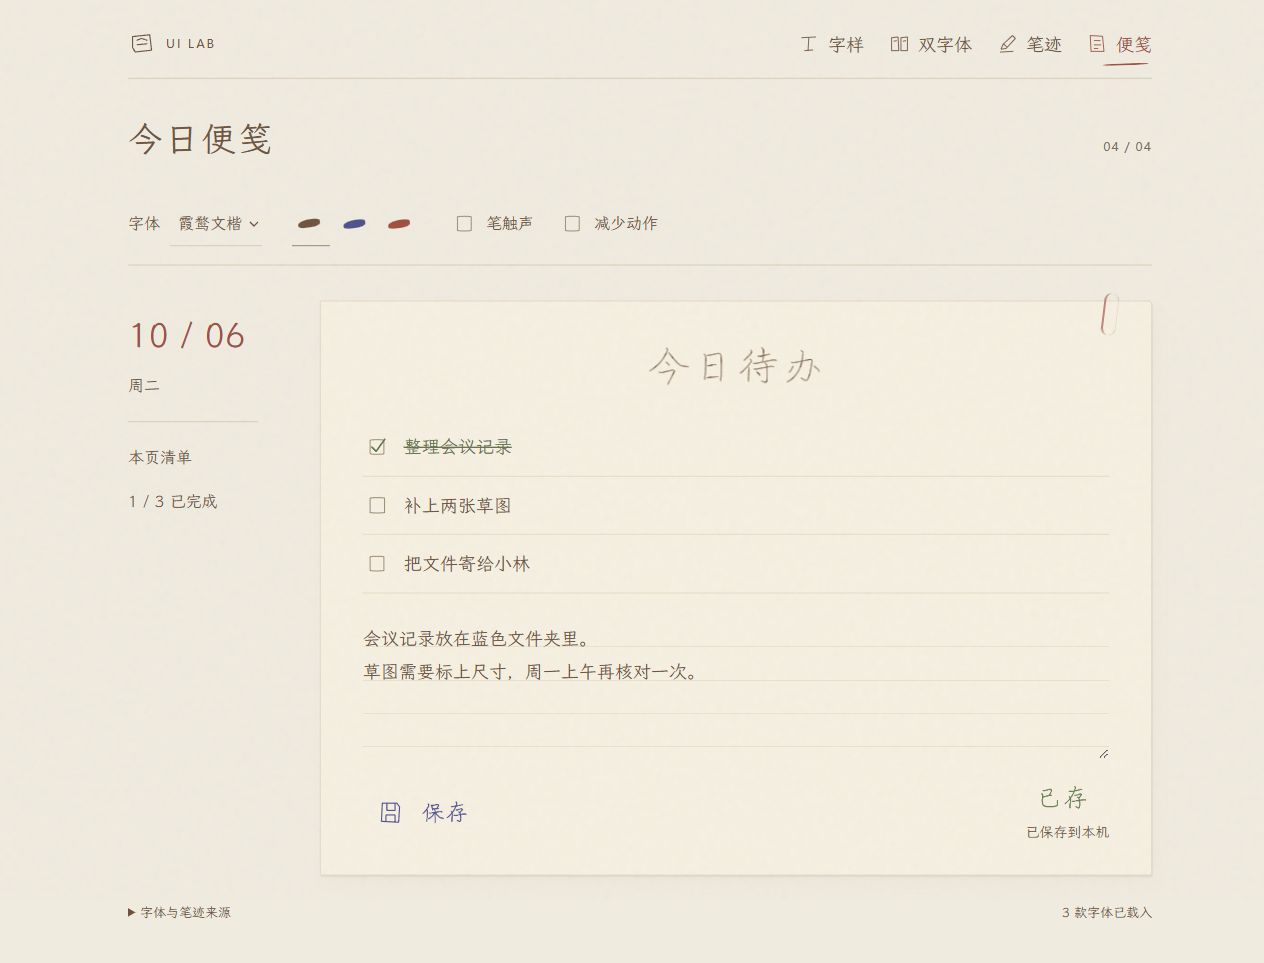 UI LAB
字样 双字体 笔迹 便笺
今日便笺
04 / 04
字体 霞鹜文楷 笔触声 减少动作
10 / 06
周二
本页清单
1 / 3 已完成
今日待办
整理会议记录
补上两张草图
把文件寄给小林
会议记录放在蓝色文件夹里。
草图需要标上尺寸，周一上午再核对一次。
保存
已存
已保存到本机
字体与笔迹来源
3 款字体已载入